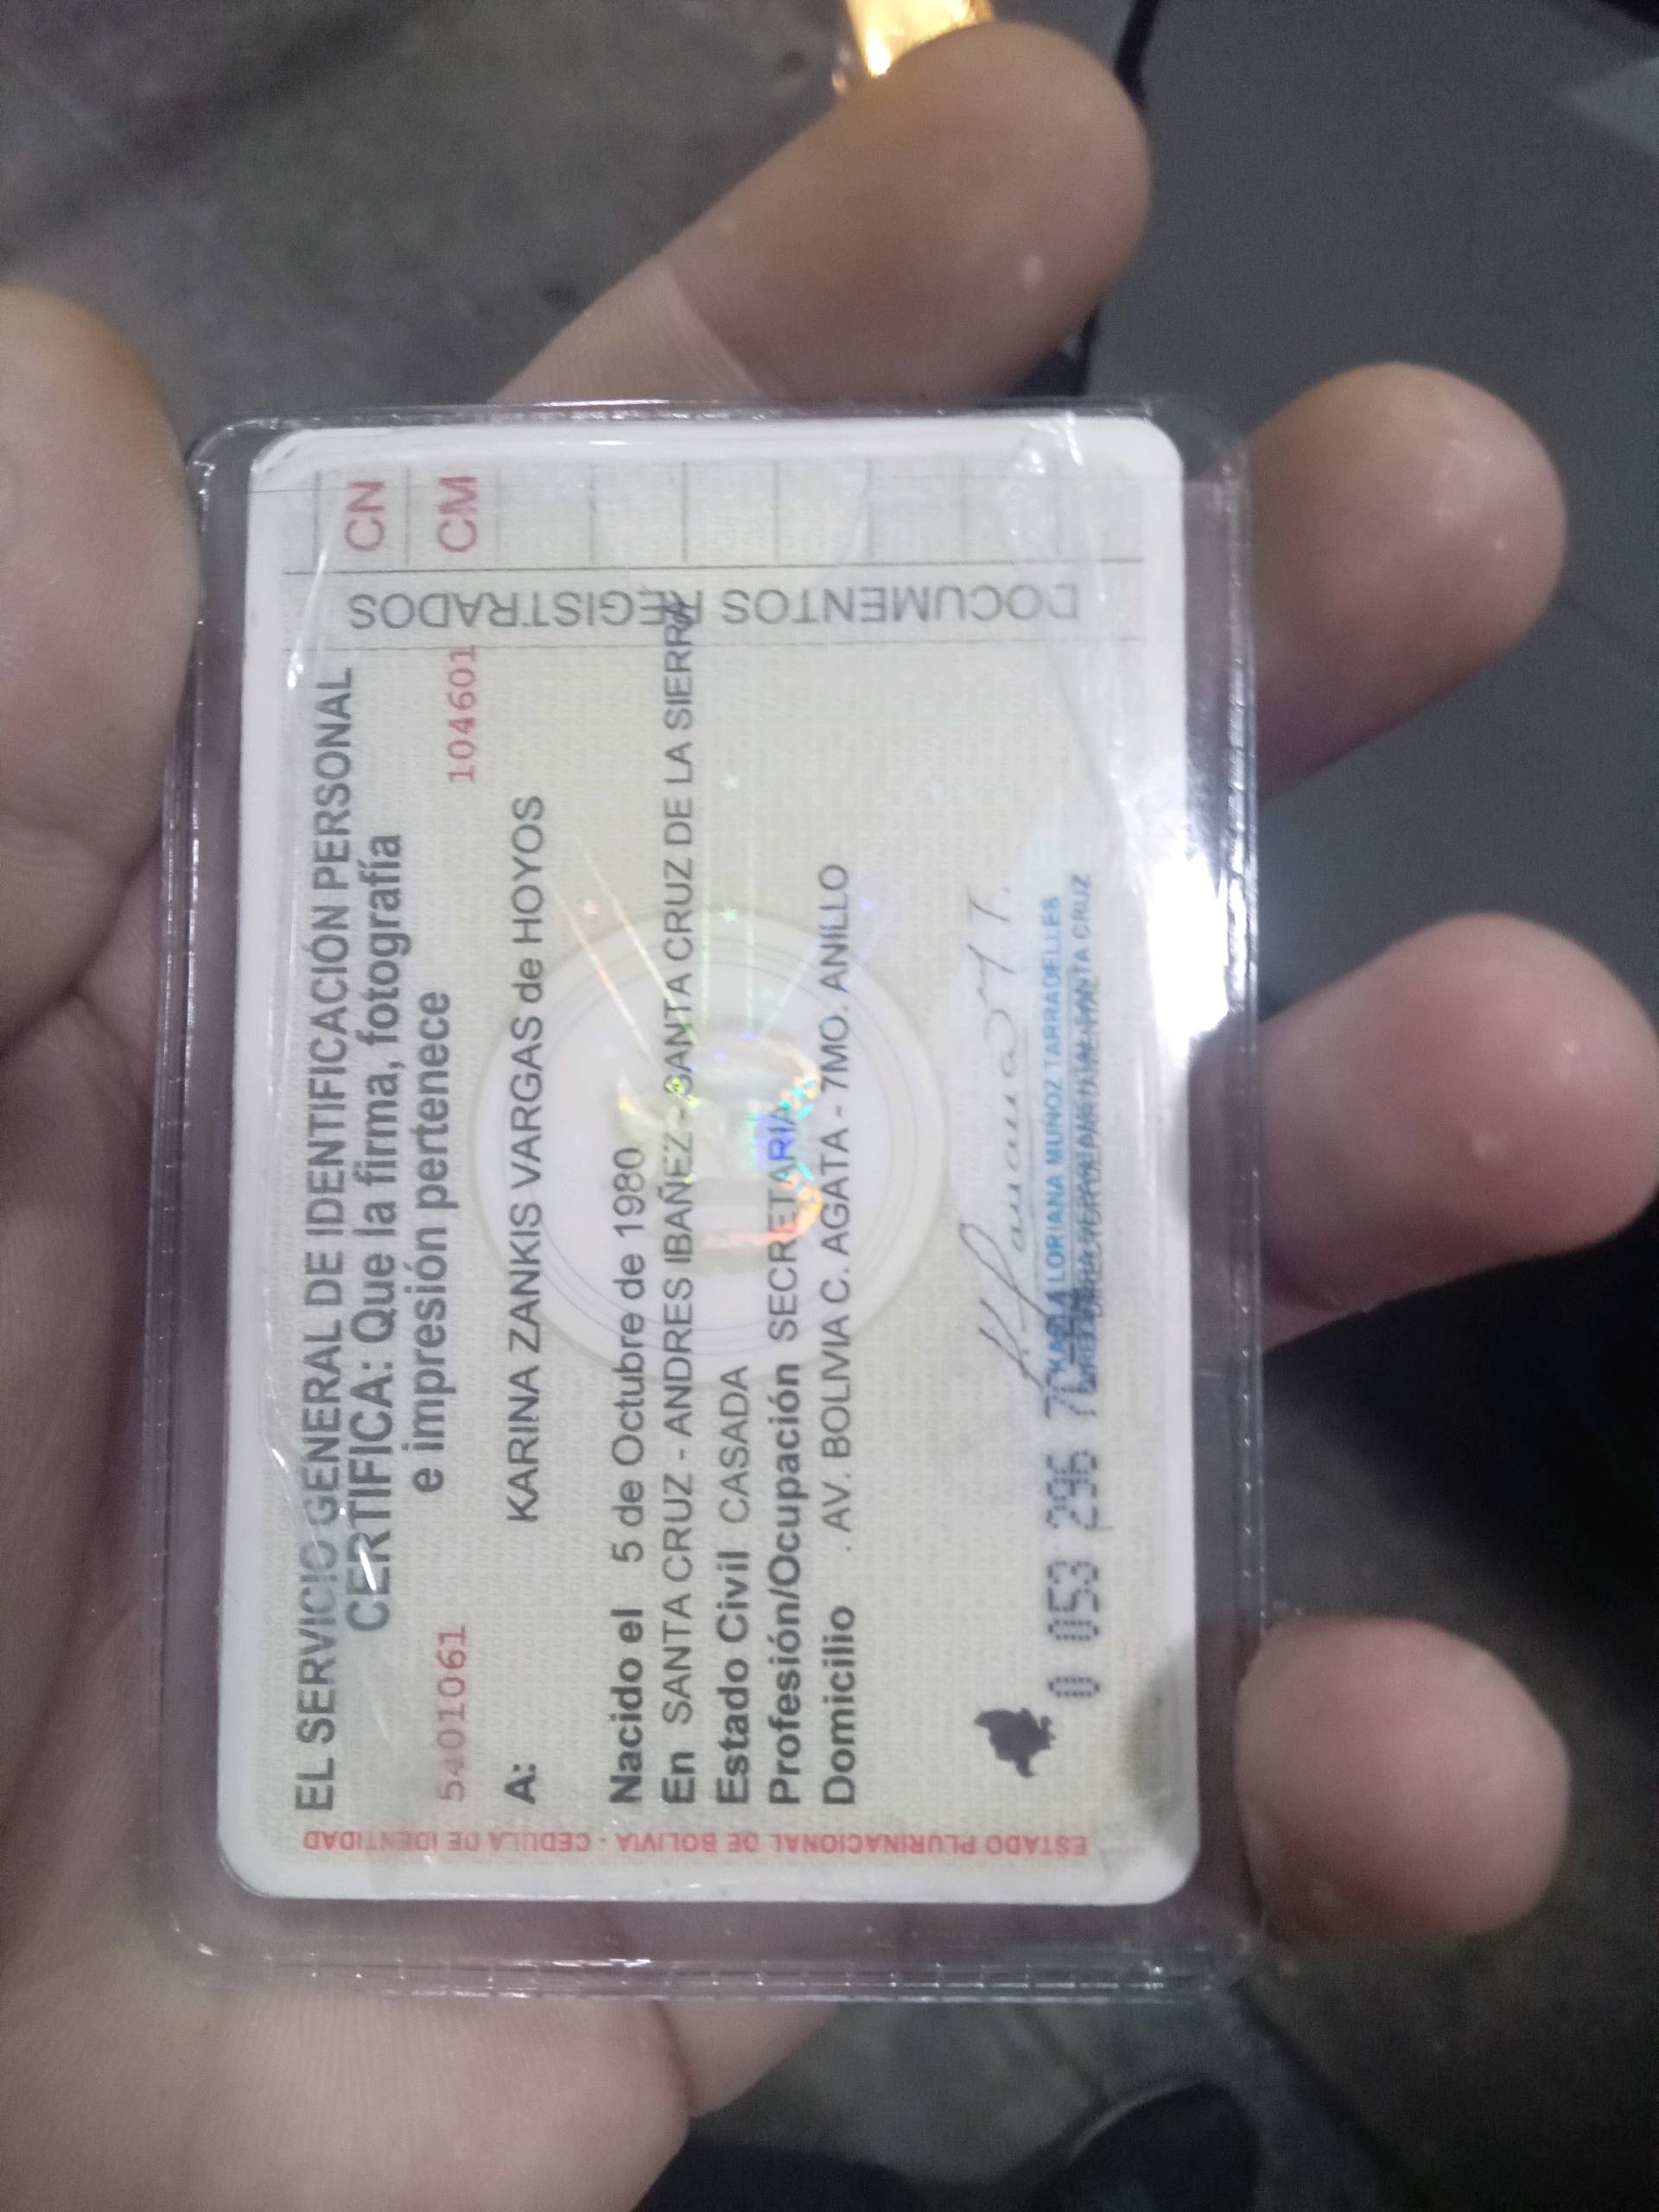 EL SERVICIO GENERAL DE IDENTIFICACIÓN PERSONAL
CERTIFICA: Que la firma, fotografía
e impresión pertenece
5401061 104601
A: KARINA ZANKIS VARGAS de HOYOS
Nacido el 5 de Octubre de 1980
En SANTA CRUZ - ANDRES IBAÑEZ - SANTA CRUZ DE LA SIERRA
Estado Civil CASADA
Profesión/Ocupación SECRETARIA
Domicilio . AV. BOLIVIA C. AGATA - 7MO. ANILLO
KARLA LORIANA MUÑOZ TARRADELLES
SANTA CRUZ
0 053 296
ESTADO PLURINACIONAL DE BOLIVIA - CEDULA DE IDENTIDAD
DOCUMENTOS REGISTRADOS
CN
CM